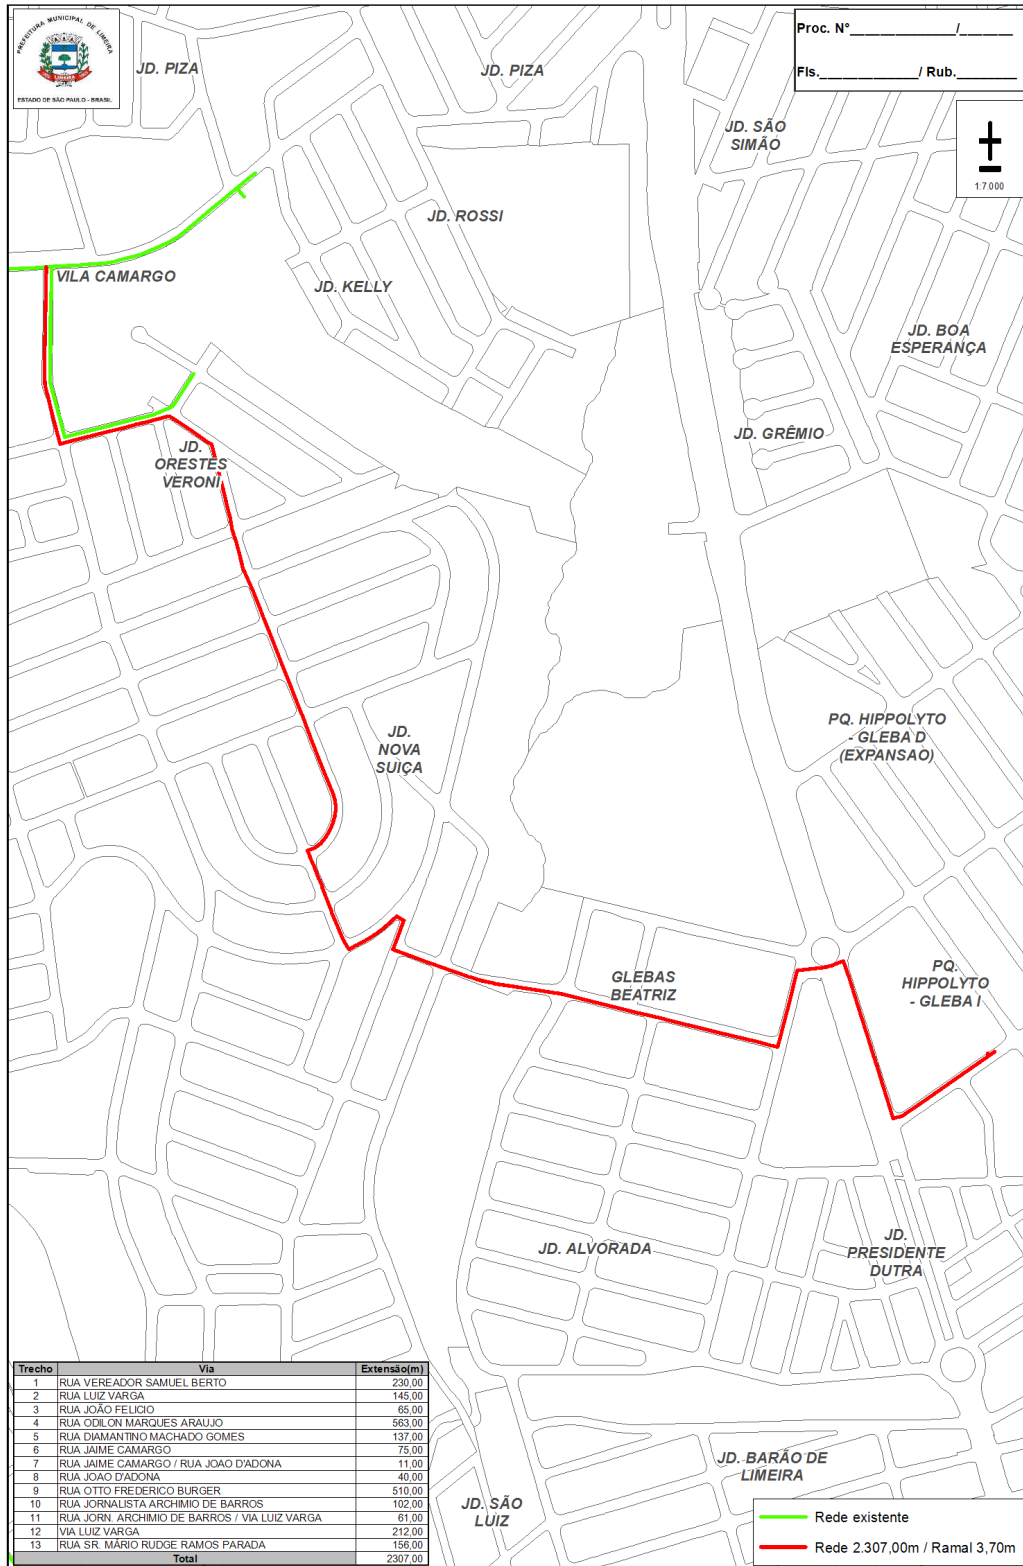 PREFEITURA MUNICIPAL DE LIMEIRA
LIMEIRA
ESTADO DE SÃO PAULO - BRASIL
Proc. N°_____________/_______
Fls.____________/ Rub.________
1:7.000
JD. PIZA
JD. PIZA
JD. SÃO
SIMÃO
JD. ROSSI
VILA CAMARGO
JD. KELLY
JD. BOA
ESPERANÇA
JD. GRÊMIO
JD.
ORESTES
VERONI
JD.
NOVA
SUIÇA
PQ. HIPPOLYTO
- GLEBA D
(EXPANSAO)
GLEBAS
BEATRIZ
PQ.
HIPPOLYTO
- GLEBA I
JD. ALVORADA
JD.
PRESIDENTE
DUTRA
JD. BARÃO DE
LIMEIRA
JD. SÃO
LUIZ
Trecho Via Extensão(m)
1 RUA VEREADOR SAMUEL BERTO 230,00
2 RUA LUIZ VARGA 145,00
3 RUA JOÃO FELICIO 65,00
4 RUA ODILON MARQUES ARAUJO 563,00
5 RUA DIAMANTINO MACHADO GOMES 137,00
6 RUA JAIME CAMARGO 75,00
7 RUA JAIME CAMARGO / RUA JOAO D'ADONA 11,00
8 RUA JOAO D'ADONA 40,00
9 RUA OTTO FREDERICO BURGER 510,00
10 RUA JORNALISTA ARCHIMIO DE BARROS 102,00
11 RUA JORN. ARCHIMIO DE BARROS / VIA LUIZ VARGA 61,00
12 VIA LUIZ VARGA 212,00
13 RUA SR. MÁRIO RUDGE RAMOS PARADA 156,00
Total 2307,00
Rede existente
Rede 2.307,00m / Ramal 3,70m